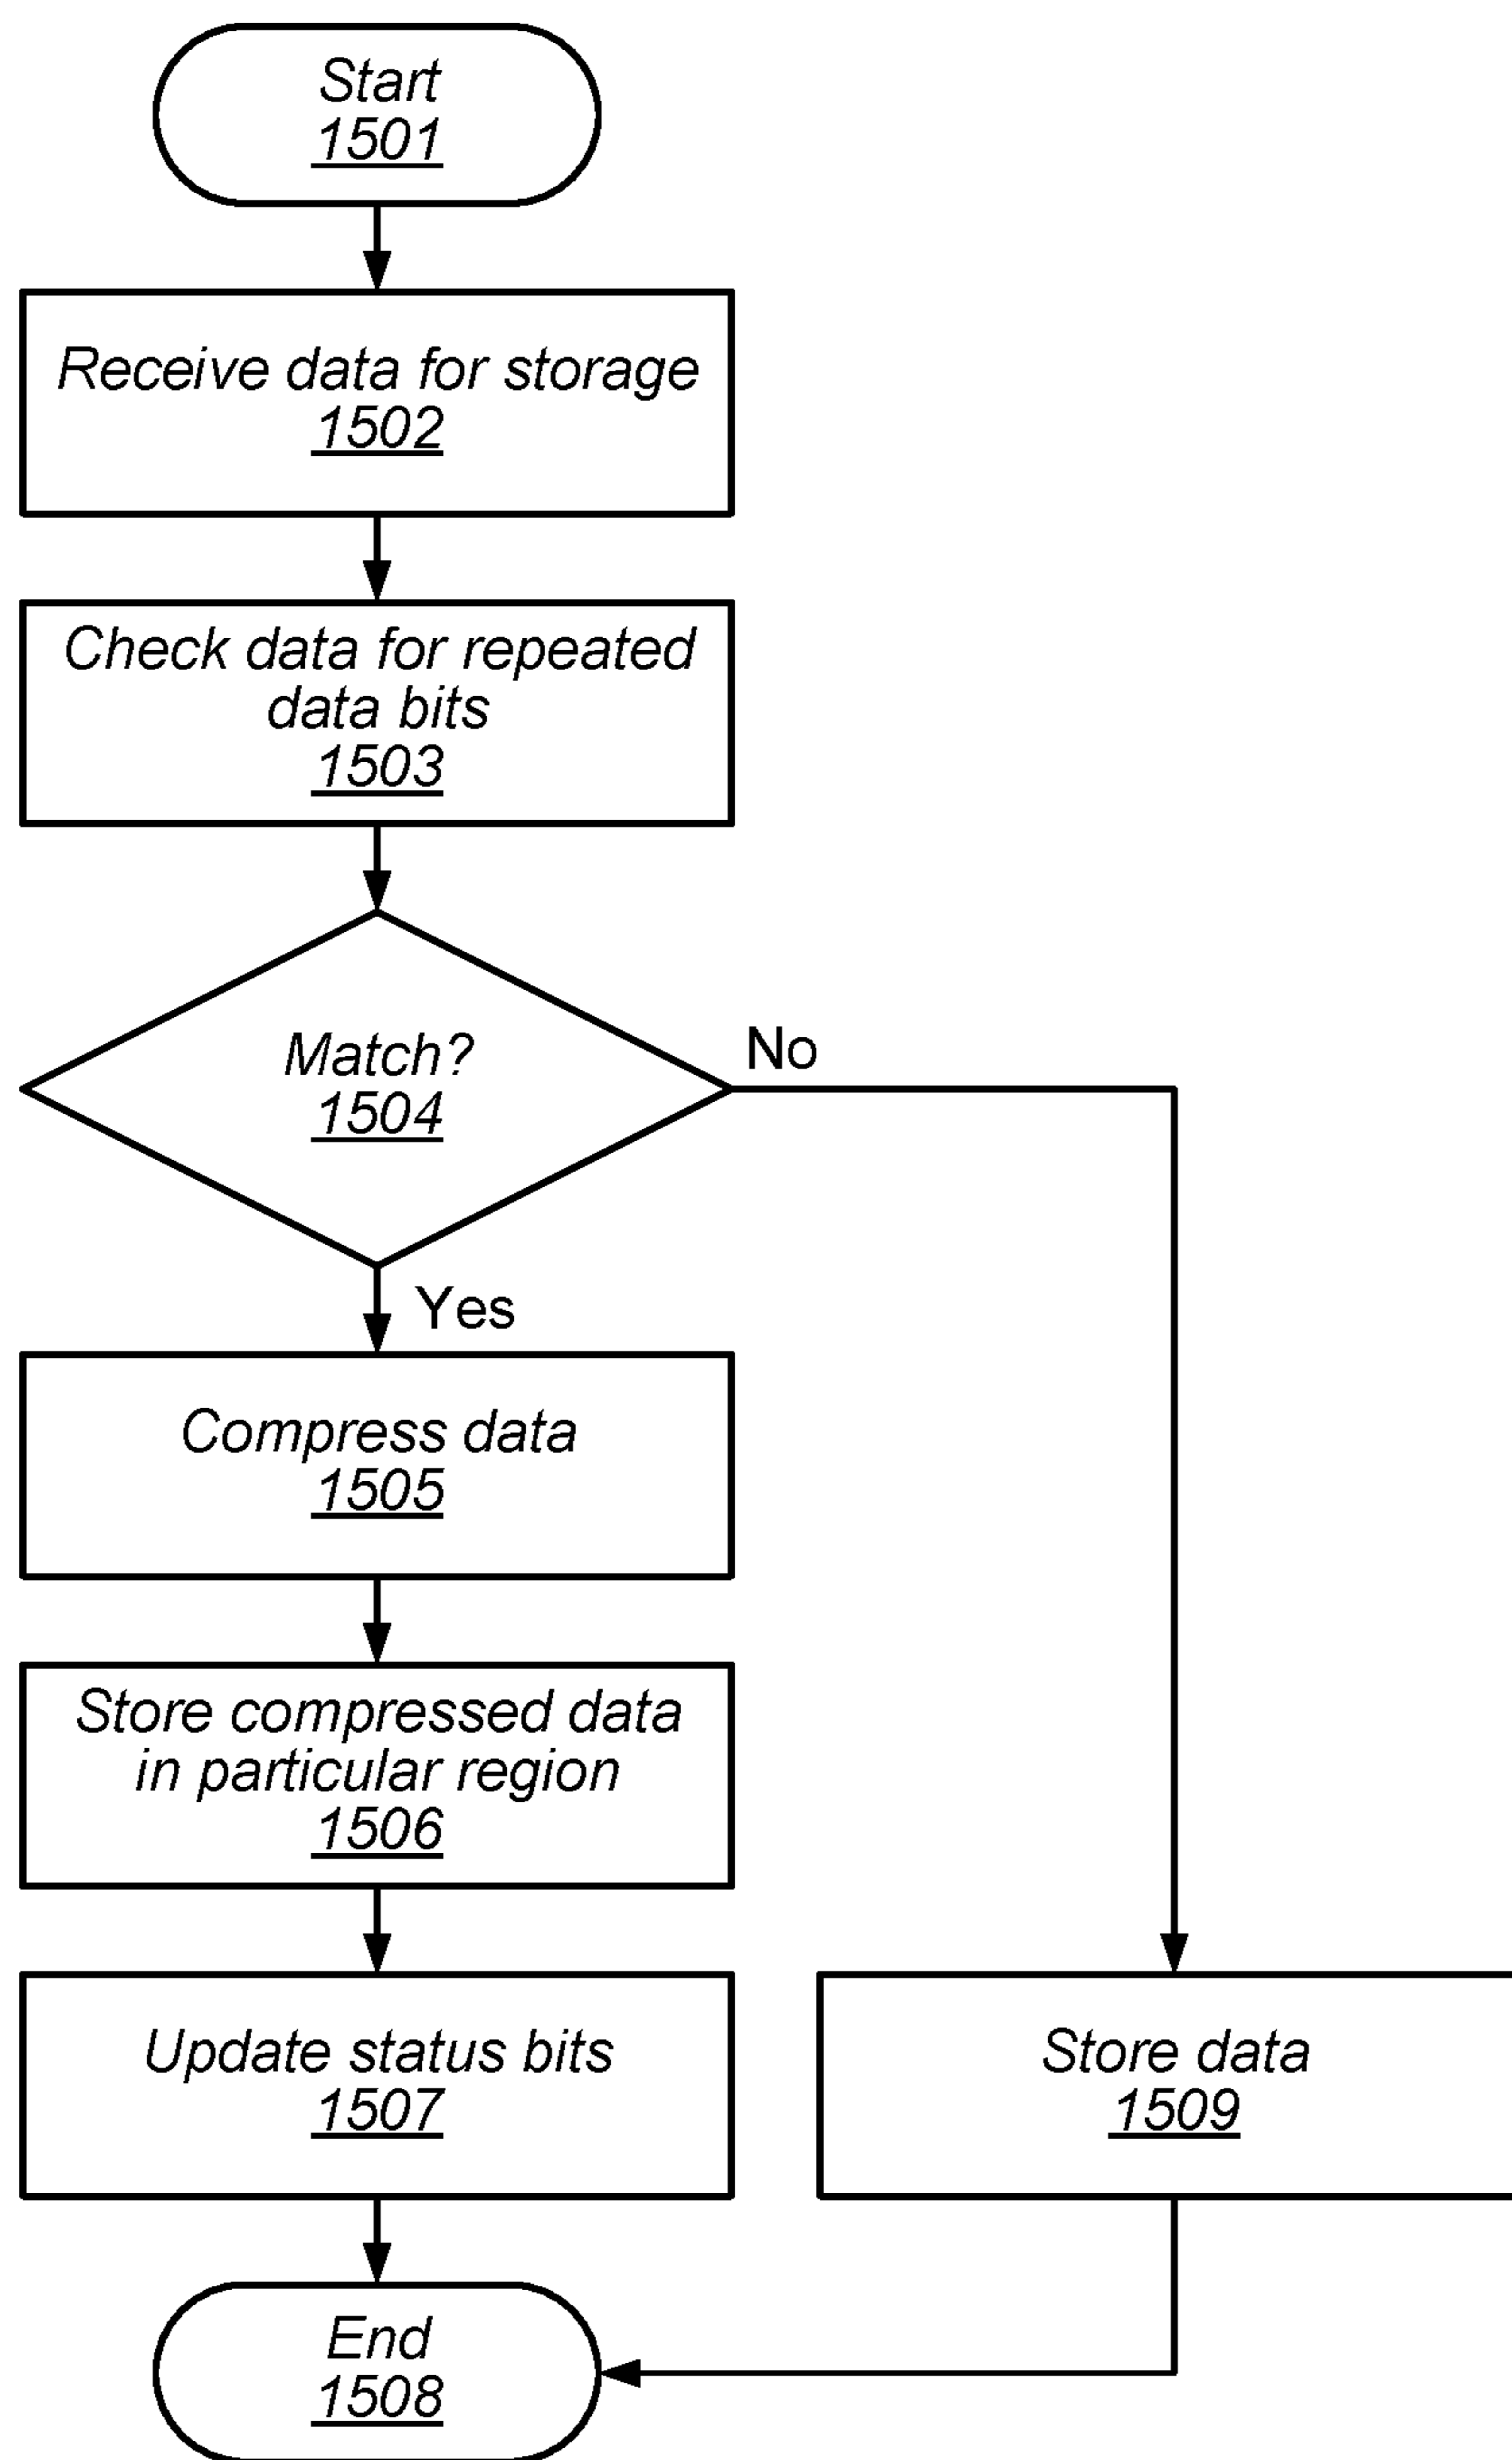 Start
1501
Receive data for storage
1502
Check data for repeated
data bits
1503
Match?
1504
No
Yes
Compress data
1505
Store compressed data
in particular region
1506
Update status bits
1507
Store data
1509
End
1508